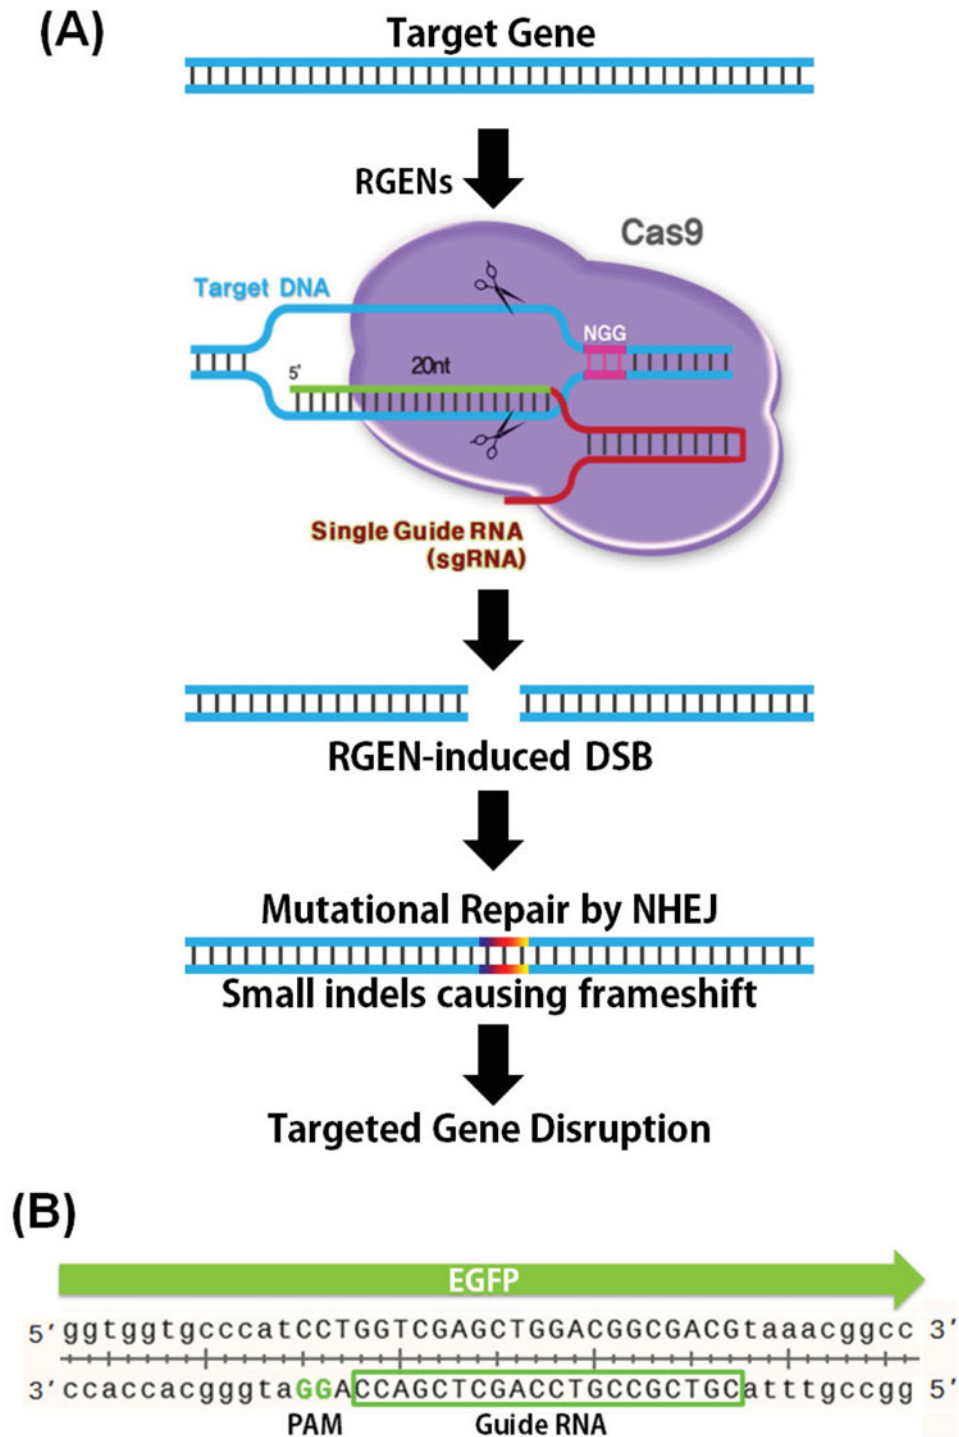 (A)
Target Gene
RGENs
Cas9
Target DNA
NGG
20nt
5'
Single Guide RNA
(sgRNA)
RGEN-induced DSB
Mutational Repair by NHEJ
Small indels causing frameshift
Targeted Gene Disruption
(B)
EGFP
5' ggtggtgcccatCCTGGTCGAGCTGGACGGCGACGtaaacggcc 3'
3' ccaccacgggtaGGACCAGCTCGACCTGCCGCTGCatttgccgg 5'
PAM Guide RNA